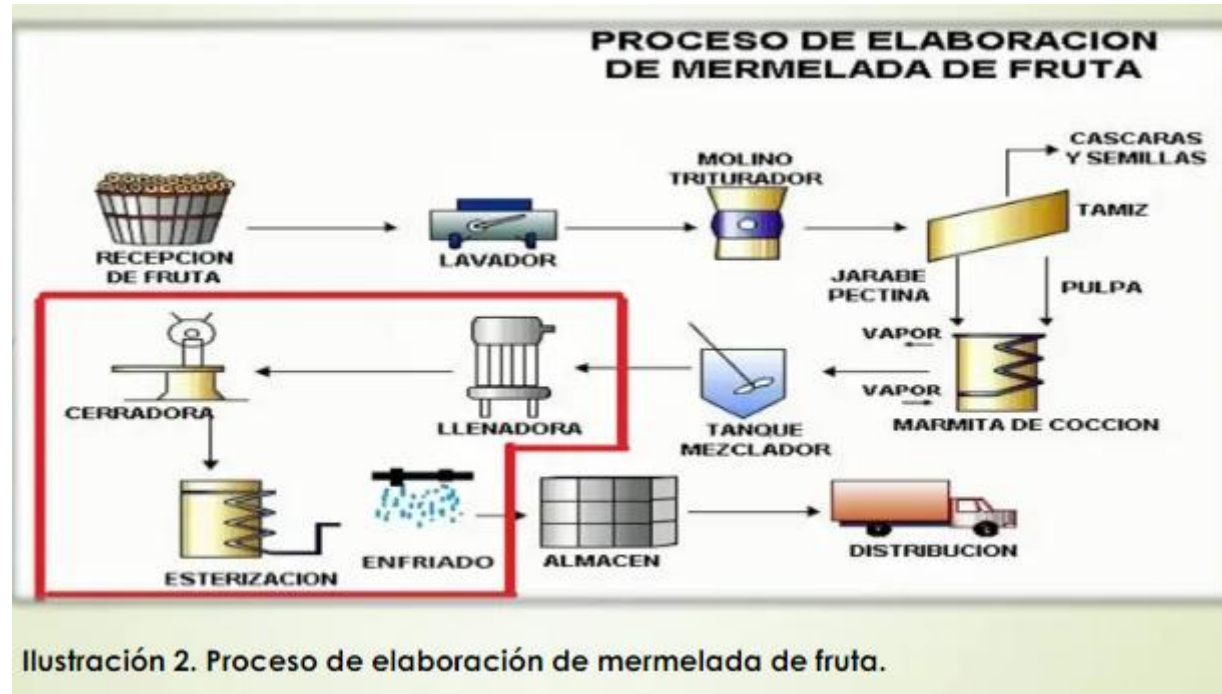 PROCESO DE ELABORACION
DE MERMELADA DE FRUTA
RECEPCION
DE FRUTA
LAVADOR
MOLINO
TRITURADOR
CASCARAS
Y SEMILLAS
TAMIZ
JARABE
PECTINA
PULPA
VAPOR
VAPOR
MARMITA DE COCCION
TANQUE
MEZCLADOR
LLENADORA
CERRADORA
ESTERIZACION
ENFRIADO
ALMACEN
DISTRIBUCION
Ilustración 2. Proceso de elaboración de mermelada de fruta.